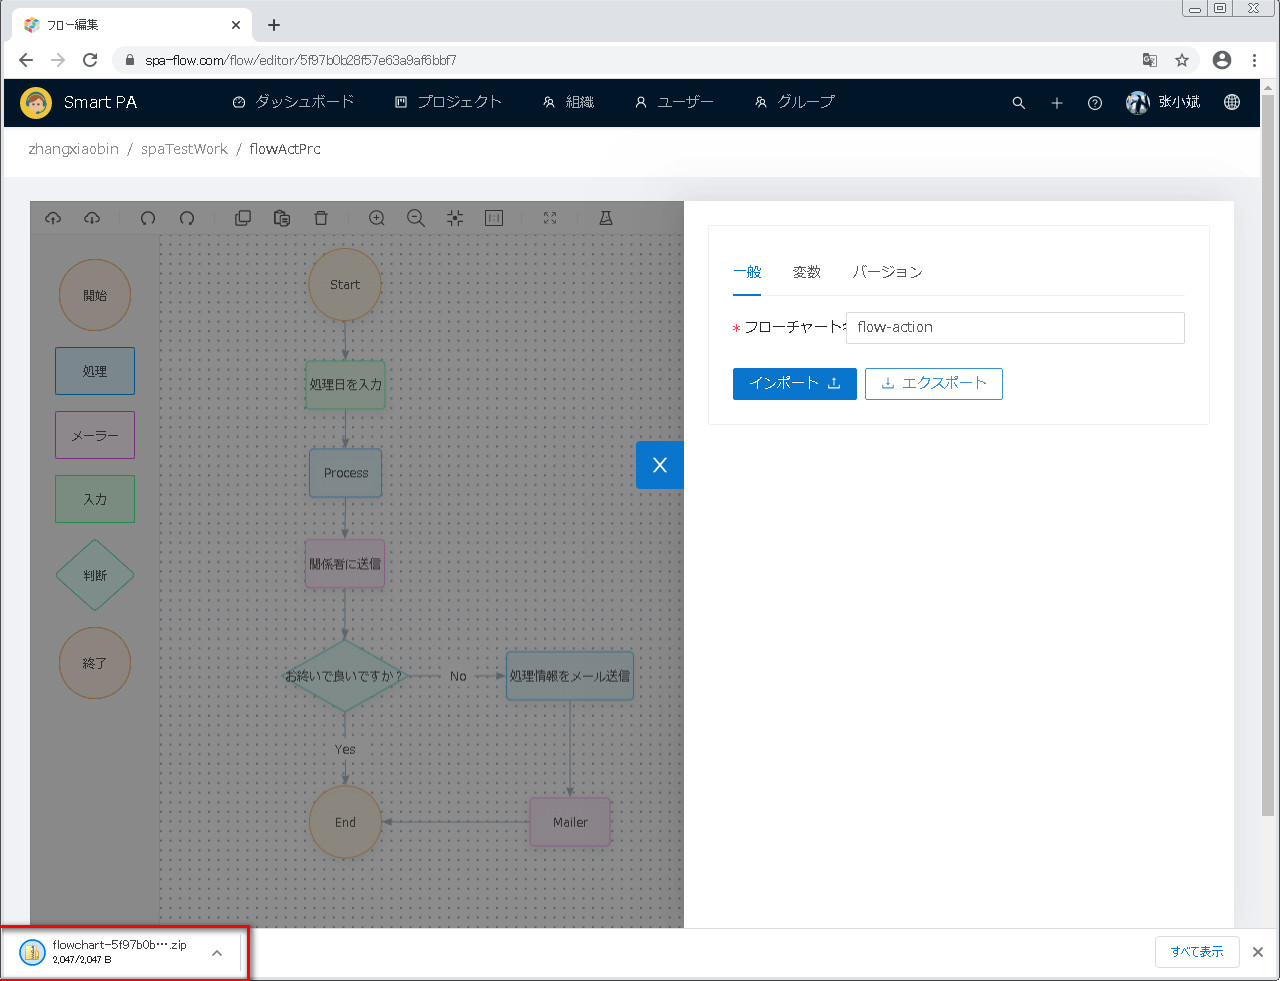 フロー編集
spa-flow.com/flow/editor/5f97b0b28f57e63a9af6bbf7
Smart PA
ダッシュボード
プロジェクト
組織
ユーザー
グループ
张小斌
zhangxiaobin / spaTestWork / flowActPrc
開始
処理
メーラー
入力
判断
終了
Start
処理日を入力
Process
関係者に送信
お終いで良いですか？
No
処理情報をメール送信
Yes
End
Mailer
X
一般
変数
バージョン
* フローチャート
flow-action
インポート
エクスポート
flowchart-5f97b0b….zip
2,047/2,047 B
すべて表示